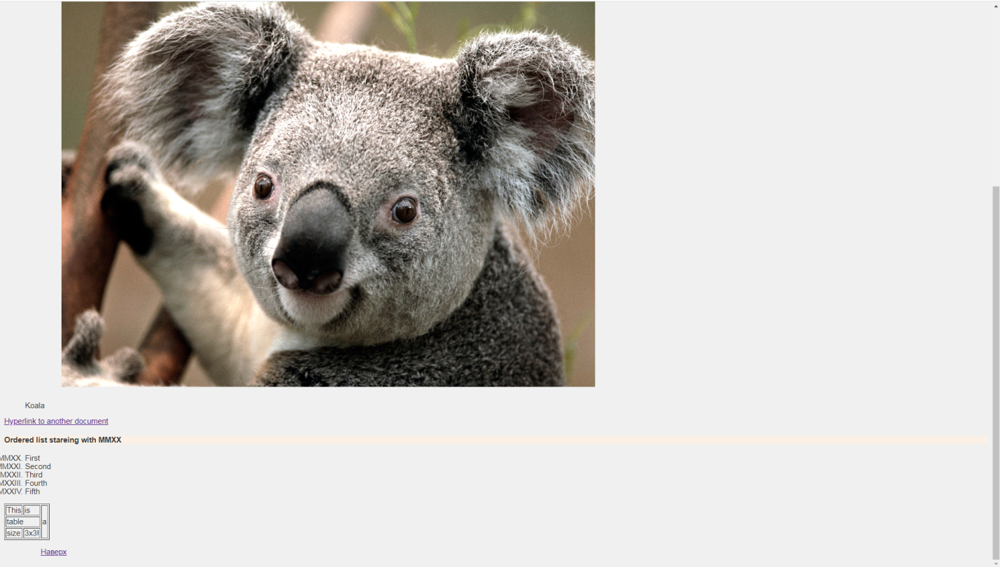 Koala
Hyperlink to another document
Ordered list stareing with MMXX
MMXX. First
MMXXI. Second
MXXII. Third
MXXIII. Fourth
MXXIV. Fifth
This is a
table
size 3x3!
Наверх